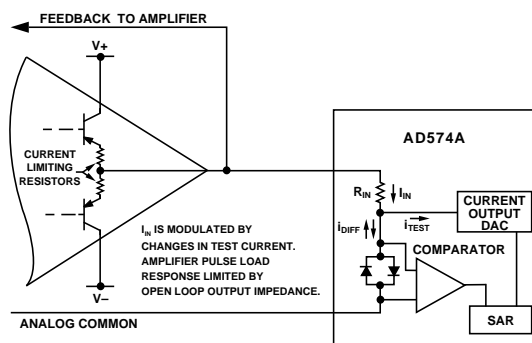 FEEDBACK TO AMPLIFIER
V+
CURRENT
LIMITING
RESISTORS
V–
IIN IS MODULATED BY
CHANGES IN TEST CURRENT.
AMPLIFIER PULSE LOAD
RESPONSE LIMITED BY
OPEN LOOP OUTPUT IMPEDANCE.
ANALOG COMMON
AD574A
RIN
IIN
iDIFF
iTEST
CURRENT
OUTPUT
DAC
COMPARATOR
SAR